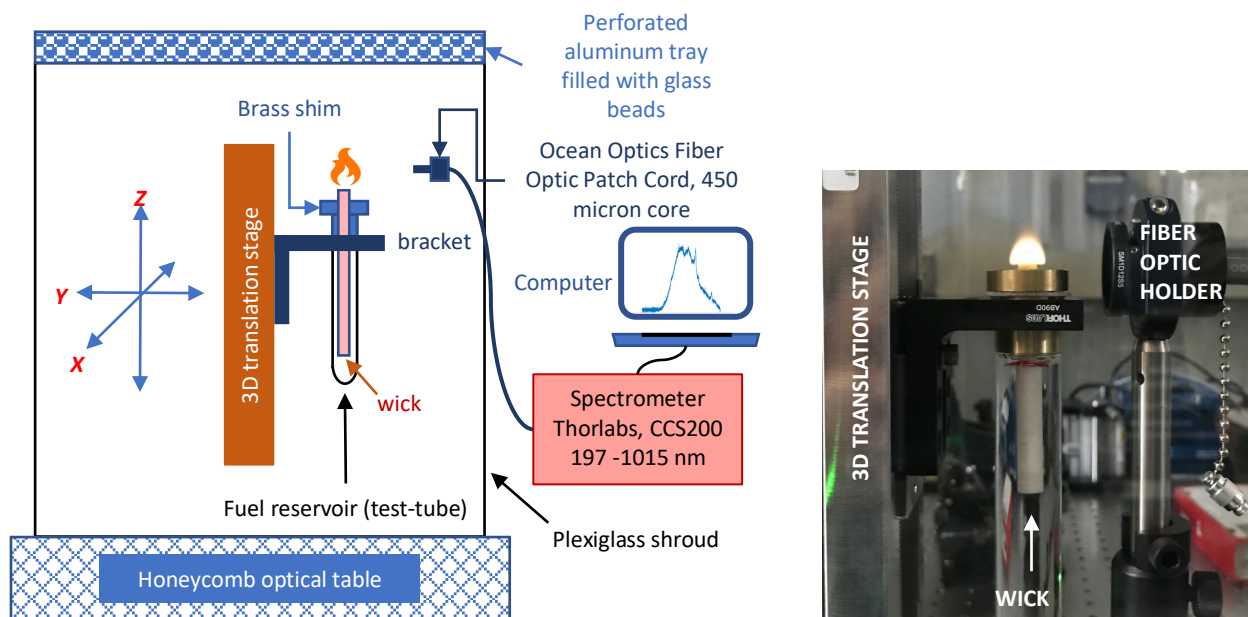 Perforated
aluminum tray
filled with glass
beads
Brass shim
Ocean Optics Fiber
Optic Patch Cord, 450
micron core
Z
Y
X
3D translation stage
bracket
Computer
wick
Spectrometer
Thorlabs, CCS200
197 -1015 nm
Fuel reservoir (test-tube)
Plexiglass shroud
Honeycomb optical table
3D TRANSLATION STAGE
FIBER
OPTIC
HOLDER
SM1D12SS
THORLABS
AB90D
WICK